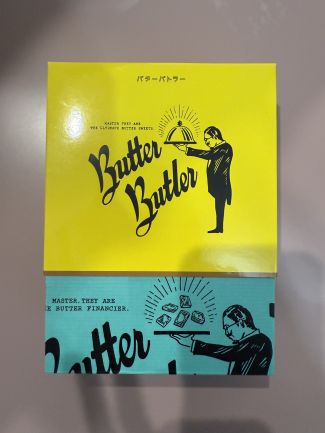 バターバトラー
MASTER. THEY ARE
THE ULTIMATE BUTTER SWEETS.
Butter
Butler
MASTER. THEY ARE
E BUTTER FINANCIER.
Butter